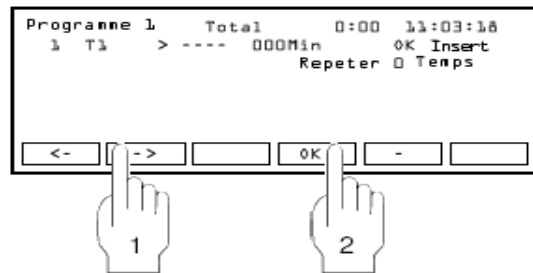 Programme 1 Total 0:00 11:03:18
1 T1 > ---- 000Min OK Insert
Repeter 0 Temps
<- -> OK -
1 2